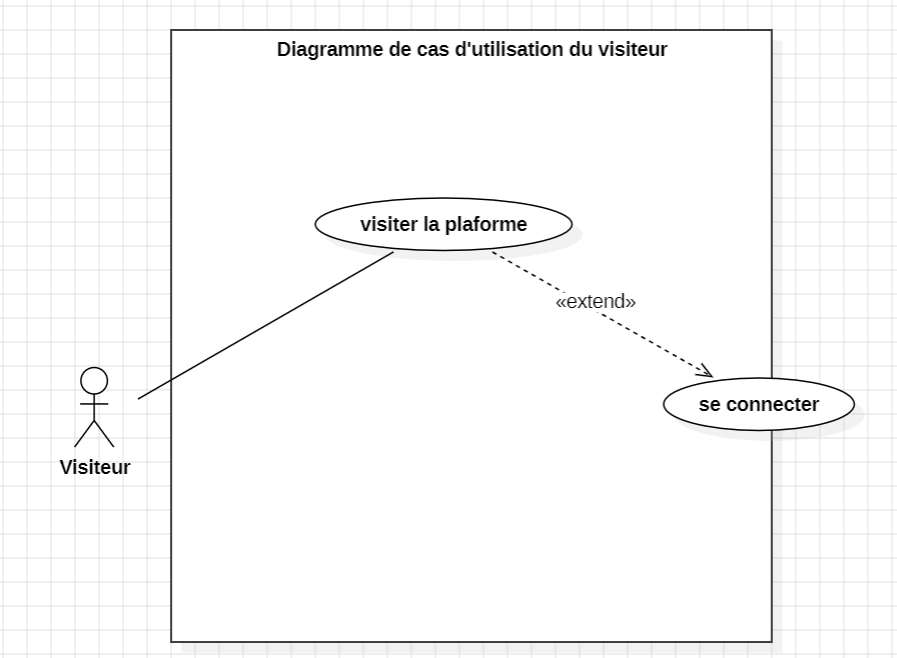 Diagramme de cas d'utilisation du visiteur
visiter la plaforme
«extend»
se connecter
Visiteur